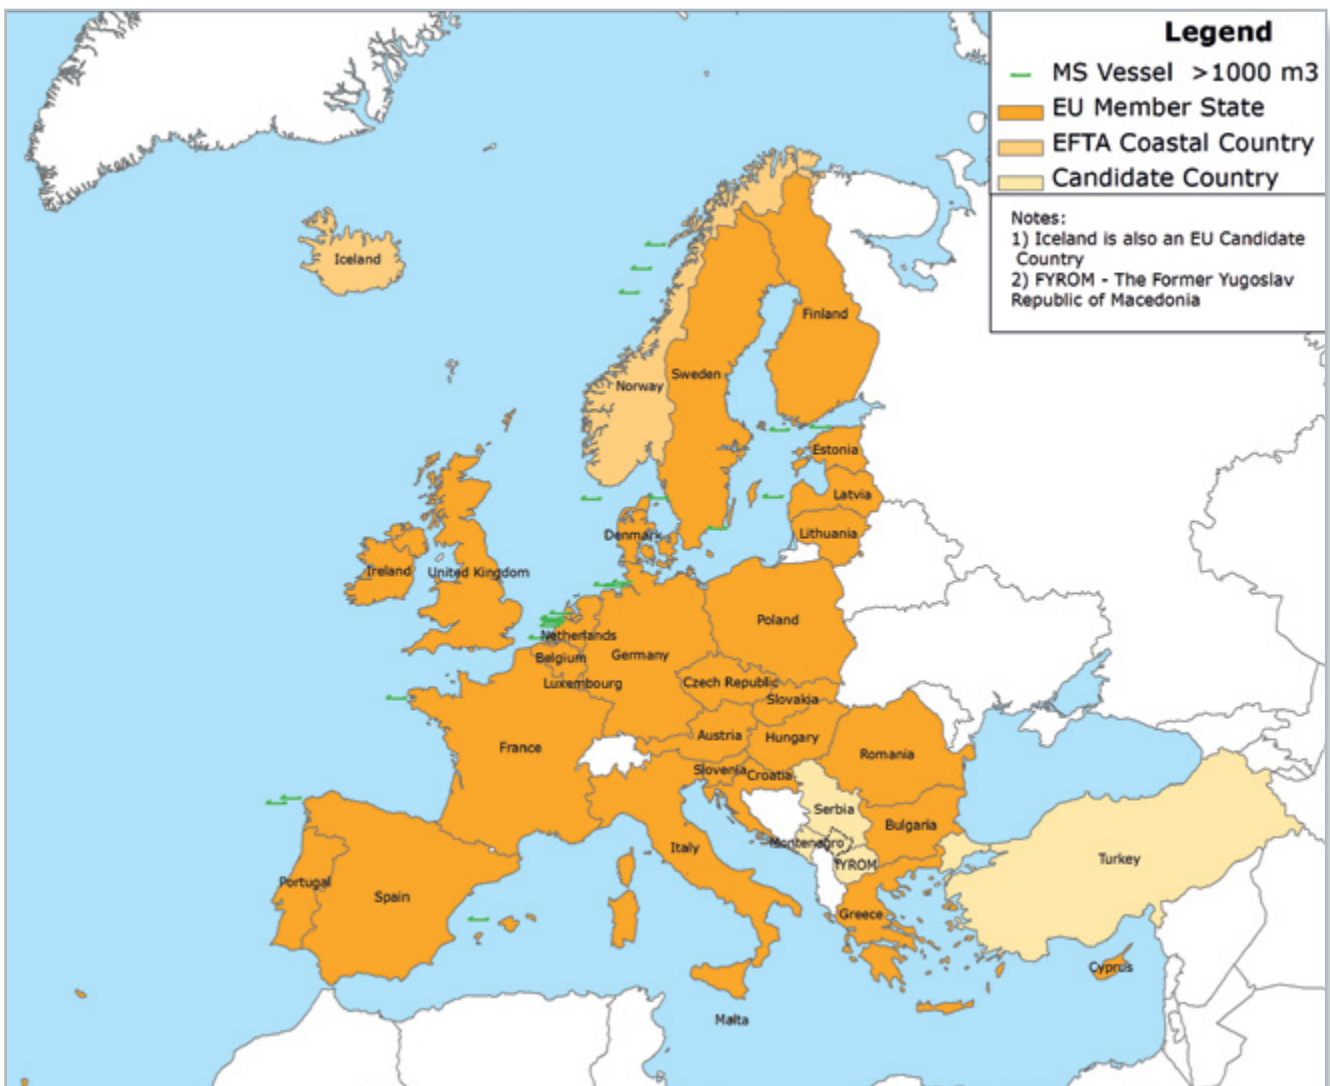 Legend
MS Vessel >1000 m3
EU Member State
EFTA Coastal Country
Candidate Country
Notes:
1) Iceland is also an EU Candidate
Country
2) FYROM - The Former Yugoslav
Republic of Macedonia
Iceland
Finland
Sweden
Norway
Estonia
Latvia
Lithuania
Denmark
Ireland
United Kingdom
Netherlands
Poland
Germany
Belgium
Luxembourg
Czech Republic
Slovakia
Austria
Hungary
France
Romania
Slovenia
Croatia
Serbia
Bulgaria
Montenagro
Italy
Turkey
FYROM
Portugal
Spain
Greece
Cyprus
Malta